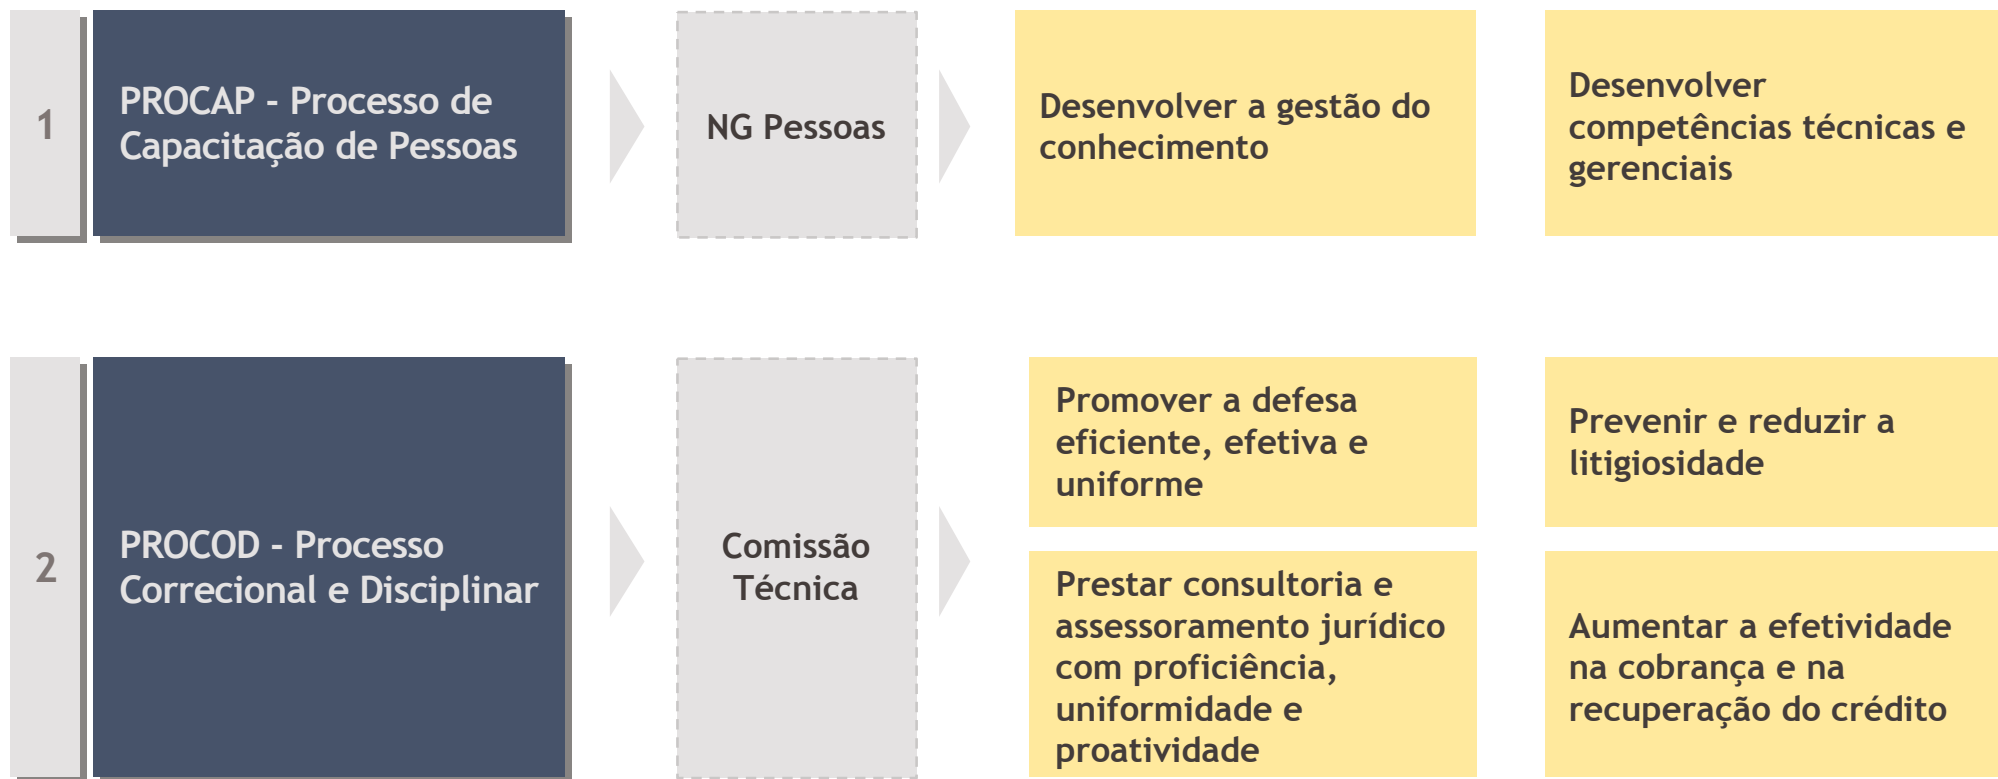 1
PROCAP - Processo de
Capacitação de Pessoas
NG Pessoas
Desenvolver a gestão do
conhecimento
Desenvolver
competências técnicas e
gerenciais
2
PROCOD - Processo
Correcional e Disciplinar
Comissão
Técnica
Promover a defesa
eficiente, efetiva e
uniforme
Prevenir e reduzir a
litigiosidade
Prestar consultoria e
assessoramento jurídico
com proficiência,
uniformidade e
proatividade
Aumentar a efetividade
na cobrança e na
recuperação do crédito